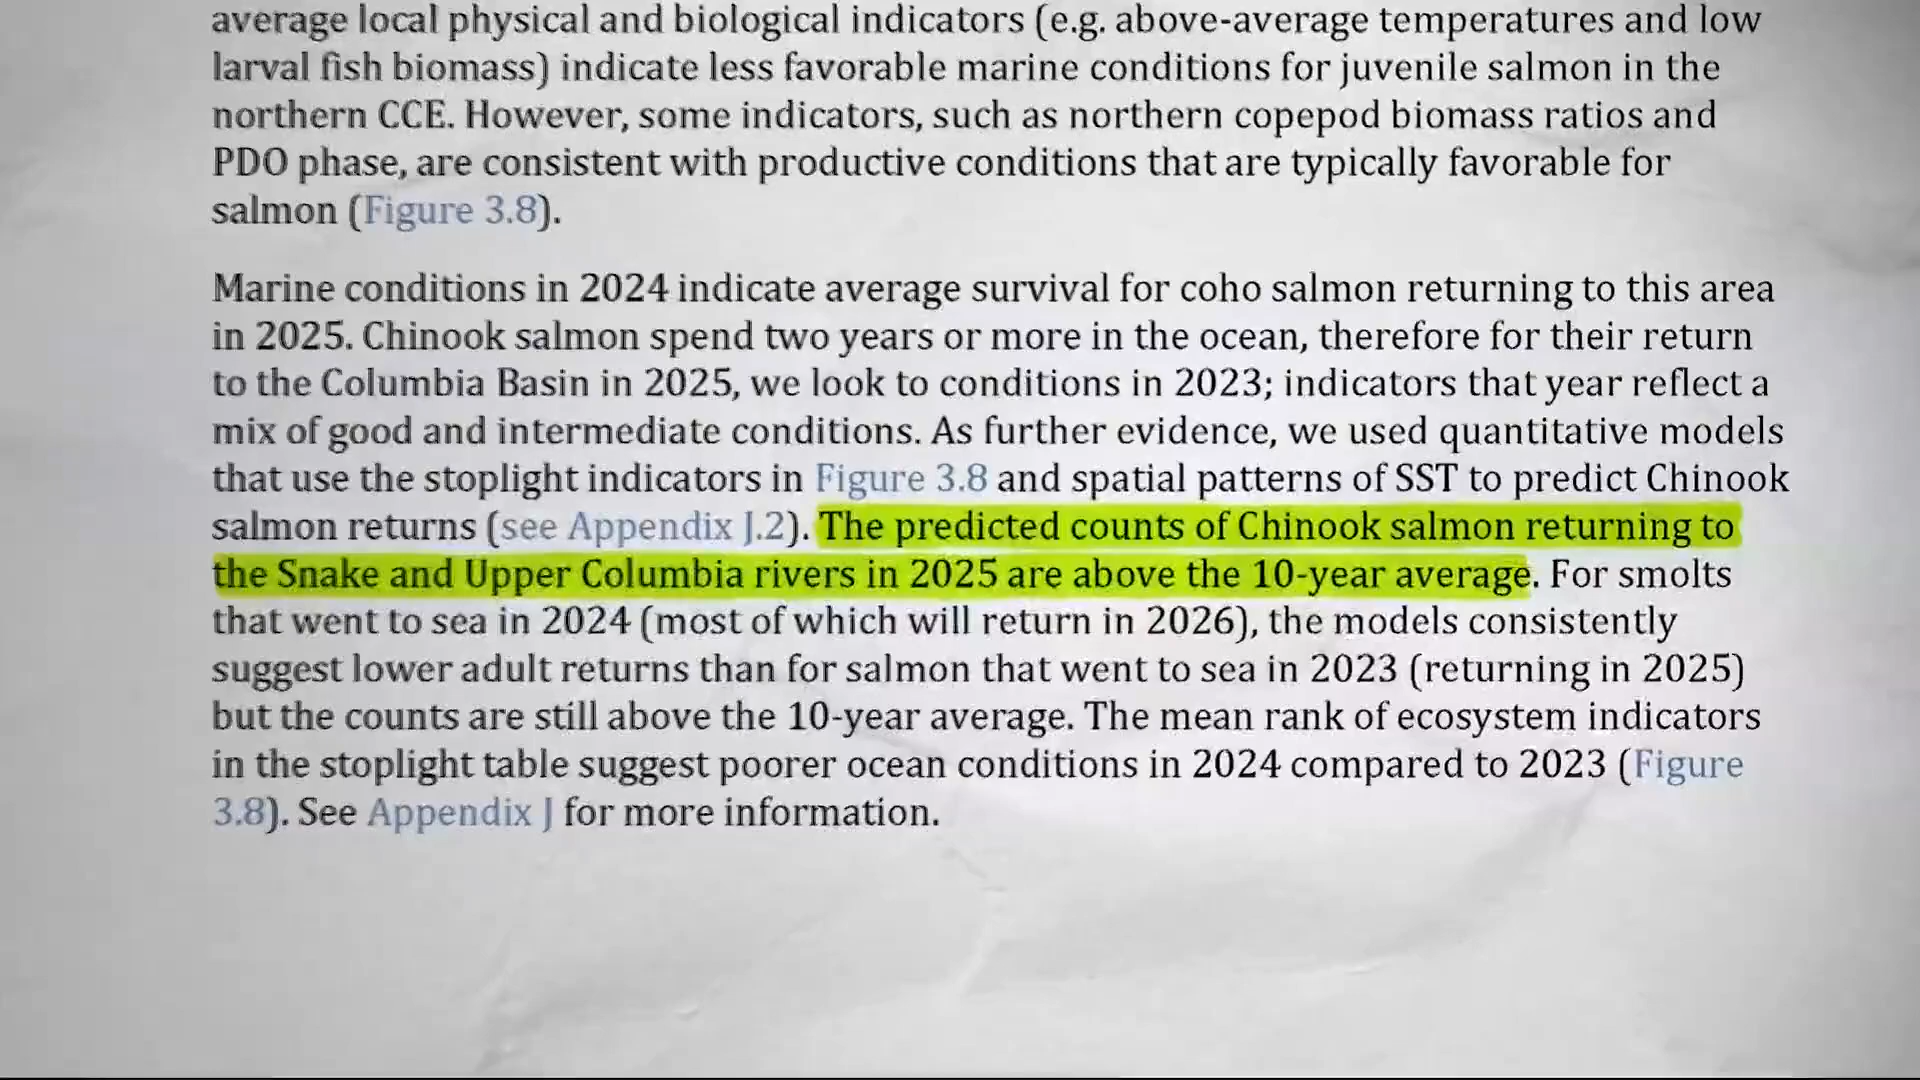 average local physical and biological indicators (e.g. above-average temperatures and low
larval fish biomass) indicate less favorable marine conditions for juvenile salmon in the
northern CCE. However, some indicators, such as northern copepod biomass ratios and
PDO phase, are consistent with productive conditions that are typically favorable for
salmon (Figure 3.8).
Marine conditions in 2024 indicate average survival for coho salmon returning to this area
in 2025. Chinook salmon spend two years or more in the ocean, therefore for their return
to the Columbia Basin in 2025, we look to conditions in 2023; indicators that year reflect a
mix of good and intermediate conditions. As further evidence, we used quantitative models
that use the stoplight indicators in Figure 3.8 and spatial patterns of SST to predict Chinook
salmon returns (see Appendix J.2). The predicted counts of Chinook salmon returning to
the Snake and Upper Columbia rivers in 2025 are above the 10-year average. For smolts
that went to sea in 2024 (most of which will return in 2026), the models consistently
suggest lower adult returns than for salmon that went to sea in 2023 (returning in 2025)
but the counts are still above the 10-year average. The mean rank of ecosystem indicators
in the stoplight table suggest poorer ocean conditions in 2024 compared to 2023 (Figure
3.8). See Appendix J for more information.